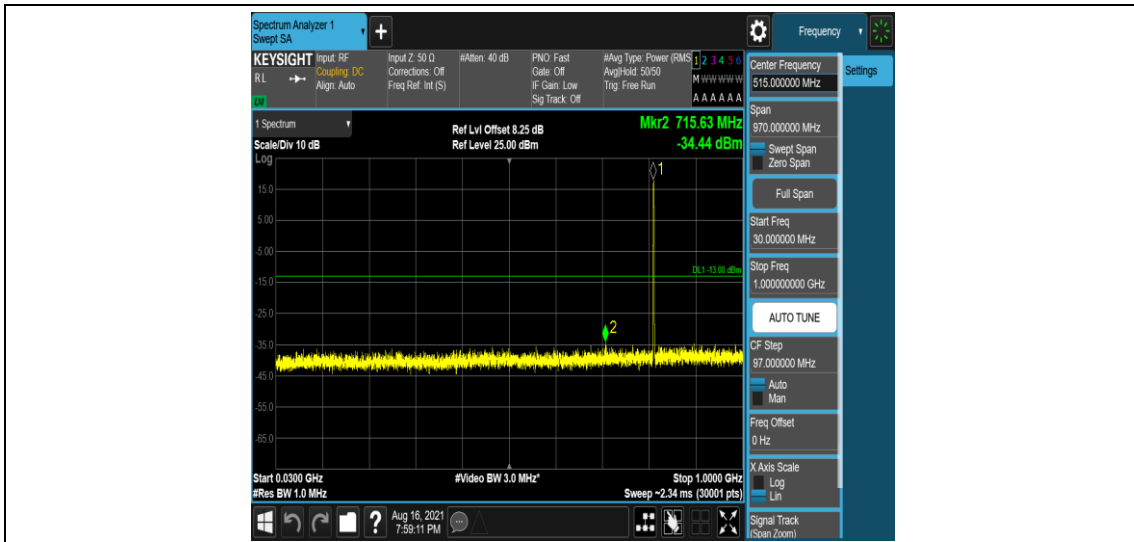 Spectrum Analyzer 1
Swept SA
+
Frequency
KEYSIGHT
RL
LM
Input: RF
Coupling: DC
Align: Auto
Input Z: 50 Ω
Corrections: Off
Freq Ref: Int (S)
#Atten: 40 dB
PNO: Fast
Gate: Off
IF Gain: Low
Sig Track: Off
#Avg Type: Power (RMS
Avg|Hold: 50/50
Trig: Free Run
1 2 3 4 5 6
M W W W W W
A A A A A A
Center Frequency
515.000000 MHz
Settings
1 Spectrum
Scale/Div 10 dB
Log
Ref Lvl Offset 8.25 dB
Ref Level 25.00 dBm
Mkr2 715.63 MHz
-34.44 dBm
1
15.0
5.00
-5.00
DL1 -13.00 dBm
-15.0
-25.0
2
-35.0
-45.0
-55.0
-65.0
Start 0.0300 GHz
#Res BW 1.0 MHz
#Video BW 3.0 MHz*
Stop 1.0000 GHz
Sweep ~2.34 ms (30001 pts)
Span
970.000000 MHz
Swept Span
Zero Span
Full Span
Start Freq
30.000000 MHz
Stop Freq
1.000000000 GHz
AUTO TUNE
CF Step
97.000000 MHz
Auto
Man
Freq Offset
0 Hz
X Axis Scale
Log
Lin
Signal Track
(Span Zoom)
?
Aug 16, 2021
7:59:11 PM